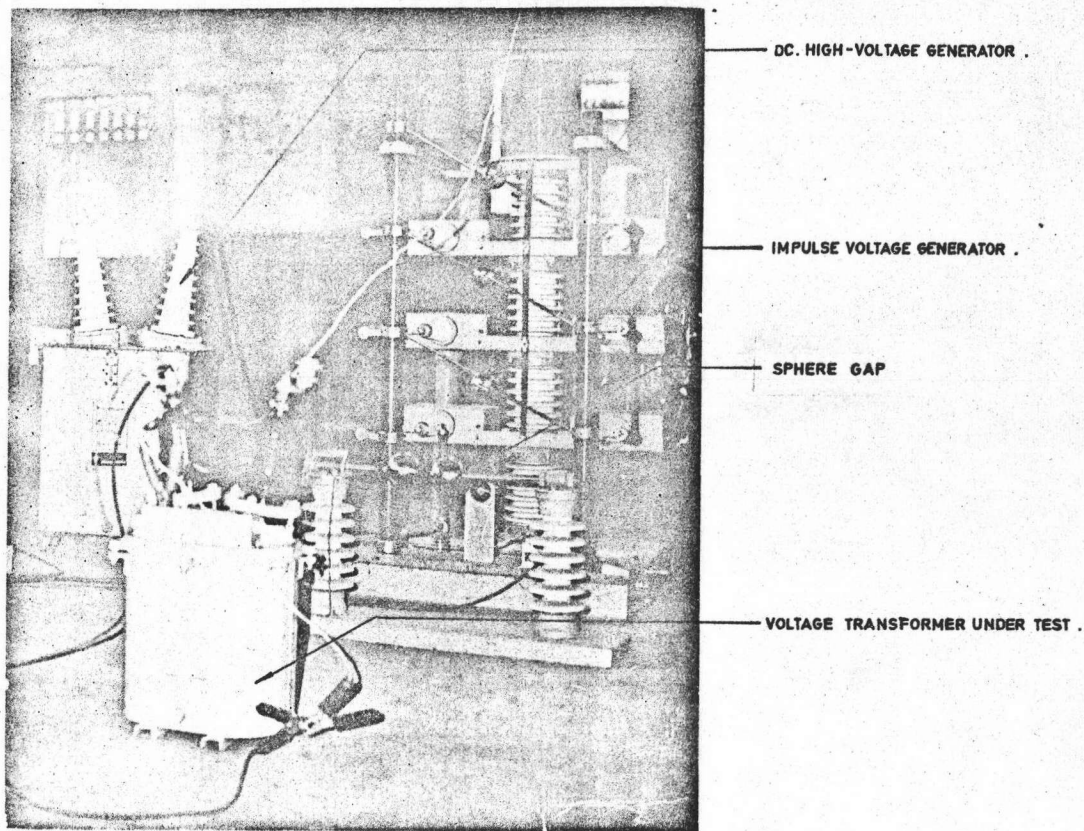 DC. HIGH-VOLTAGE GENERATOR .
IMPULSE VOLTAGE GENERATOR .
SPHERE GAP
VOLTAGE TRANSFORMER UNDER TEST .